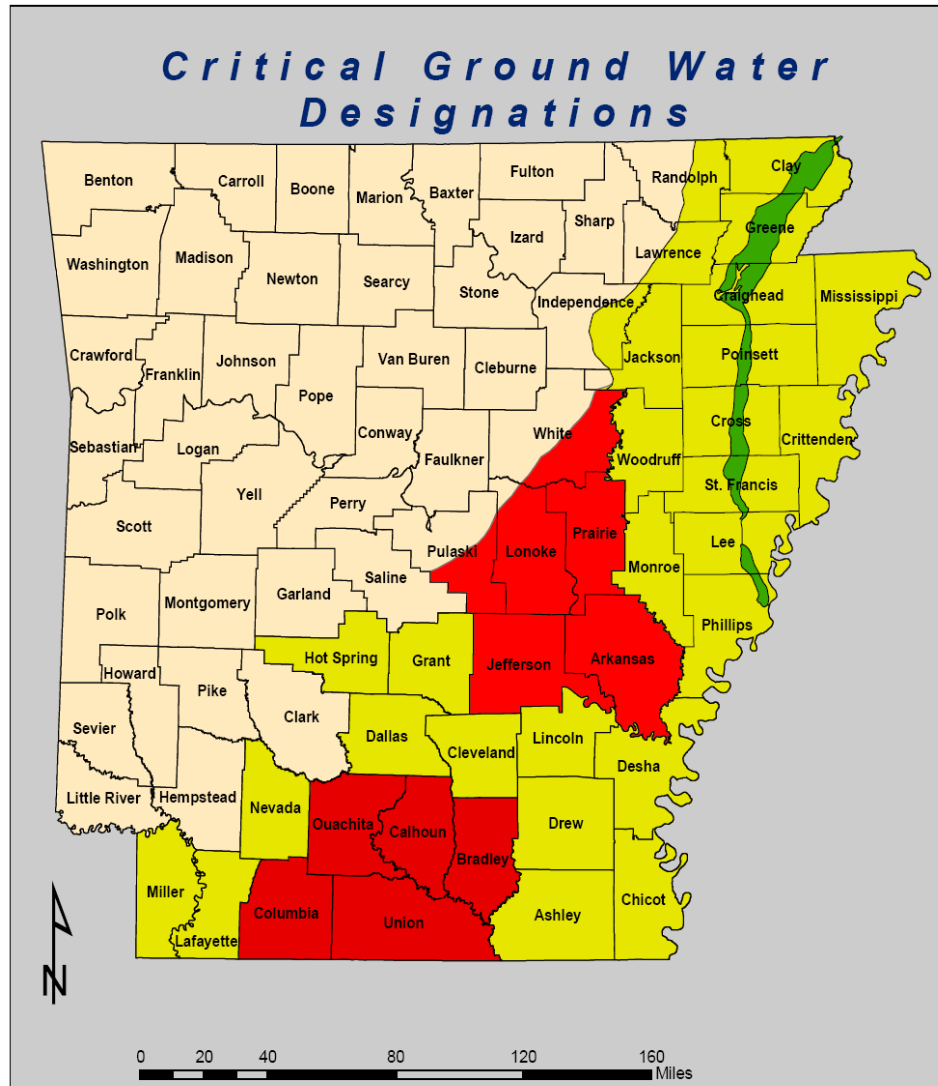 Critical Ground Water
Designations
Benton
Carroll
Boone
Marion
Baxter
Fulton
Randolph
Clay
Sharp
Izard
Greene
Washington
Madison
Newton
Searcy
Stone
Lawrence
Independence
Craighead
Mississippi
Crawford
Franklin
Johnson
Pope
Van Buren
Cleburne
Jackson
Poinsett
Sebastian
Logan
Conway
Faulkner
White
Woodruff
Cross
Crittenden
Yell
Perry
St. Francis
Scott
Pulaski
Lonoke
Prairie
Monroe
Lee
Polk
Montgomery
Garland
Saline
Phillips
Howard
Pike
Hot Spring
Grant
Jefferson
Arkansas
Sevier
Clark
Dallas
Cleveland
Lincoln
Desha
Little River
Hempstead
Nevada
Ouachita
Calhoun
Bradley
Drew
Miller
Lafayette
Columbia
Union
Ashley
Chicot
N
0 20 40 80 120 160
Miles